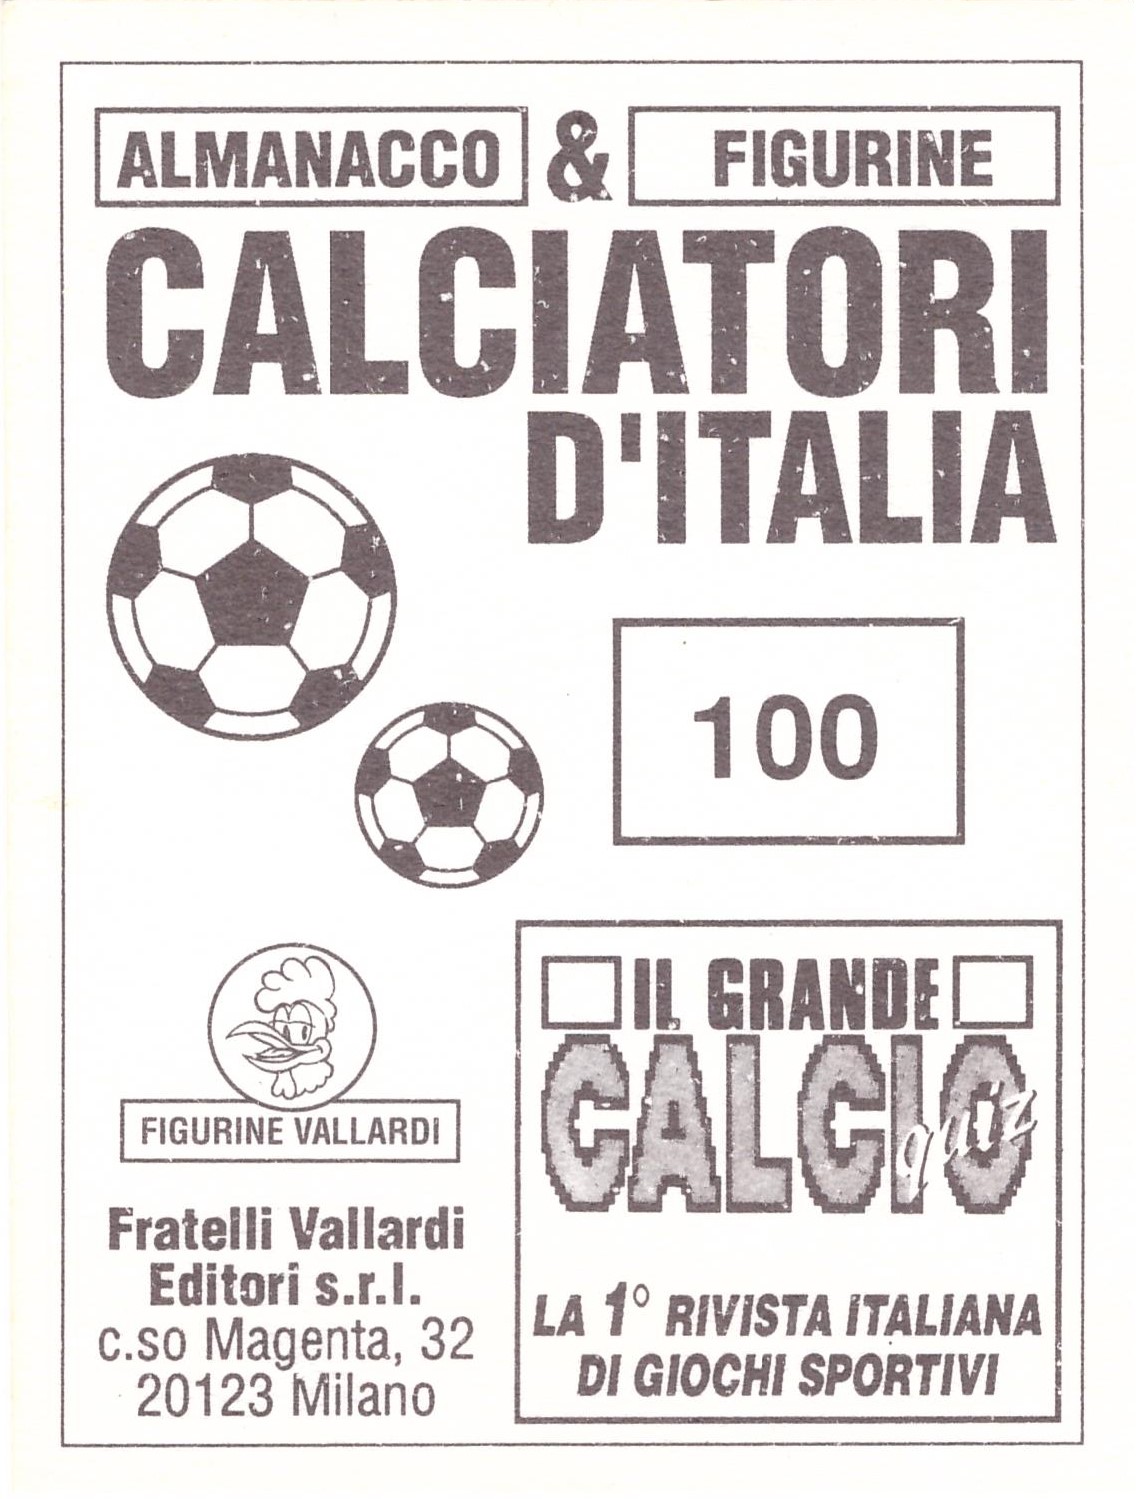 ALMANACCO & FIGURINE
CALCIATORI
D'ITALIA
100
FIGURINE VALLARDI
Fratelli Vallardi
Editori s.r.l.
c.so Magenta, 32
20123 Milano
IL GRANDE
CALCIO
quiz
LA 1° RIVISTA ITALIANA
DI GIOCHI SPORTIVI